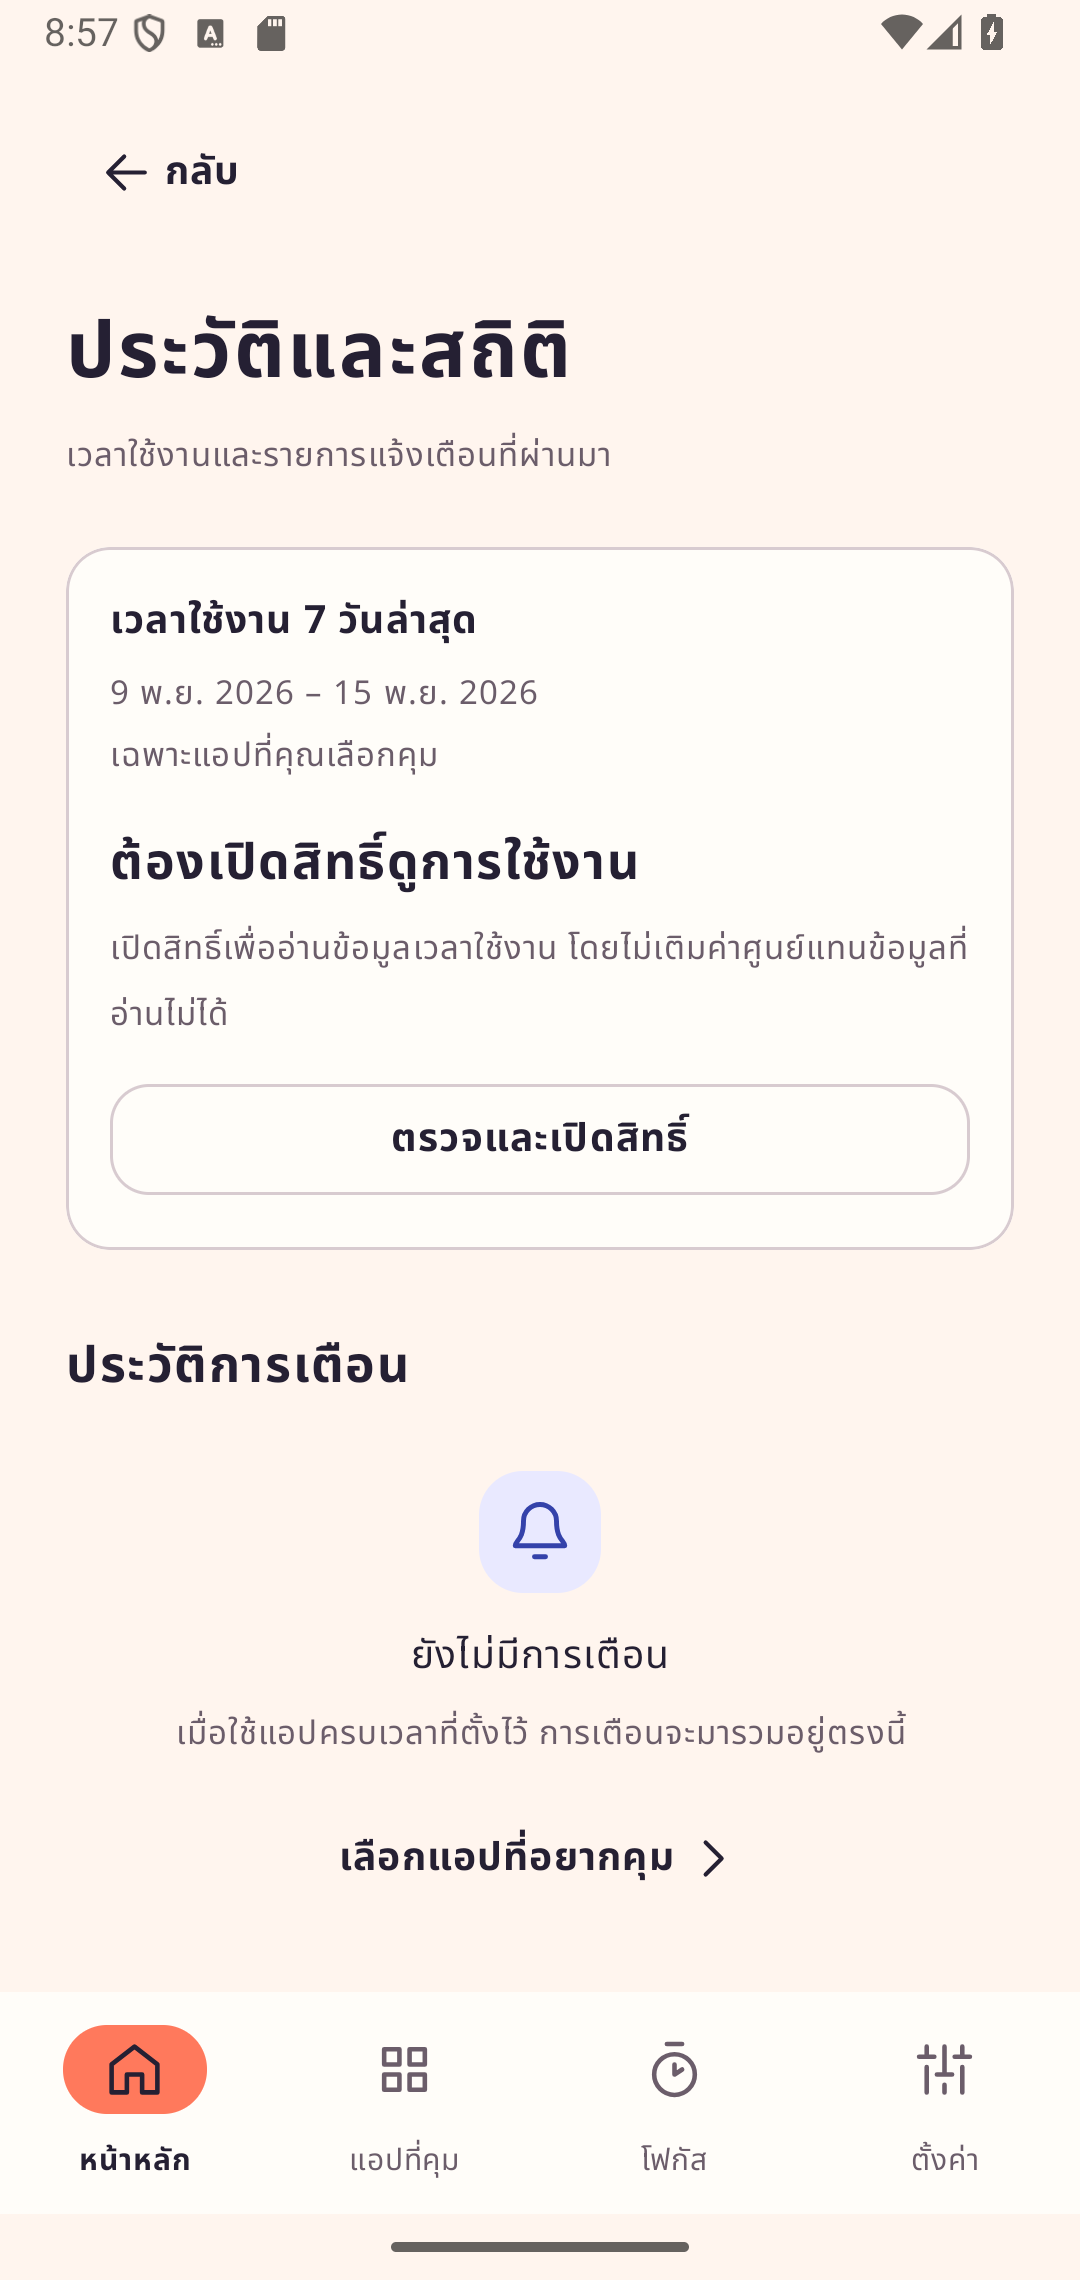 8:57
กลับ
ประวัติและสถิติ
เวลาใช้งานและรายการแจ้งเตือนที่ผ่านมา
เวลาใช้งาน 7 วันล่าสุด
9 พ.ย. 2026 – 15 พ.ย. 2026
เฉพาะแอปที่คุณเลือกคุม
ต้องเปิดสิทธิ์ดูการใช้งาน
เปิดสิทธิ์เพื่ออ่านข้อมูลเวลาใช้งาน โดยไม่เติมค่าศูนย์แทนข้อมูลที่
อ่านไม่ได้
ตรวจและเปิดสิทธิ์
ประวัติการเตือน
ยังไม่มีการเตือน
เมื่อใช้แอปครบเวลาที่ตั้งไว้ การเตือนจะมารวมอยู่ตรงนี้
เลือกแอปที่อยากคุม
หน้าหลัก
แอปที่คุม
โฟกัส
ตั้งค่า